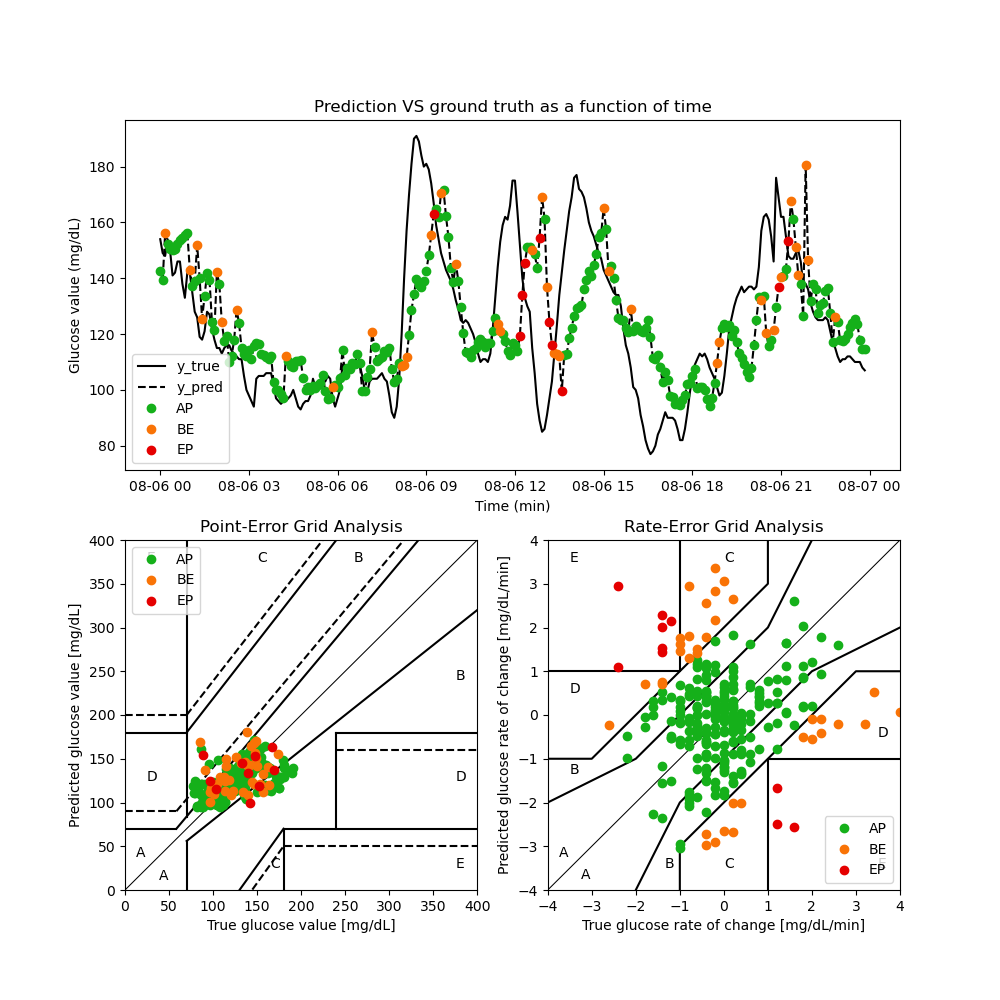 Prediction VS ground truth as a function of time
Glucose value (mg/dL)
180
160
140
120
100
80
y_true
y_pred
AP
BE
EP
08-06 00 08-06 03 08-06 06 08-06 09 08-06 12 08-06 15 08-06 18 08-06 21 08-07 00
Time (min)
Point-Error Grid Analysis
Predicted glucose value [mg/dL]
400
350
300
250
200
150
100
50
0
AP
BE
EP
E
C
B
B
D
D
A
A
C
E
0 50 100 150 200 250 300 350 400
True glucose value [mg/dL]
Rate-Error Grid Analysis
Predicted glucose rate of change [mg/dL/min]
4
3
2
1
0
−1
−2
−3
−4
E
C
D
D
B
A
A
B
C
E
AP
BE
EP
−4 −3 −2 −1 0 1 2 3 4
True glucose rate of change [mg/dL/min]